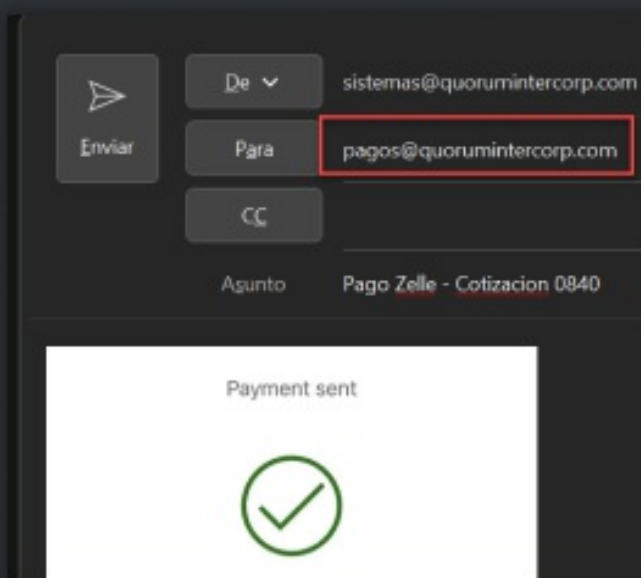 De
sistemas@quorumintercorp.com
Enviar
Para
pagos@quorumintercorp.com
CC
Asunto
Pago Zelle - Cotizacion 0840
Payment sent